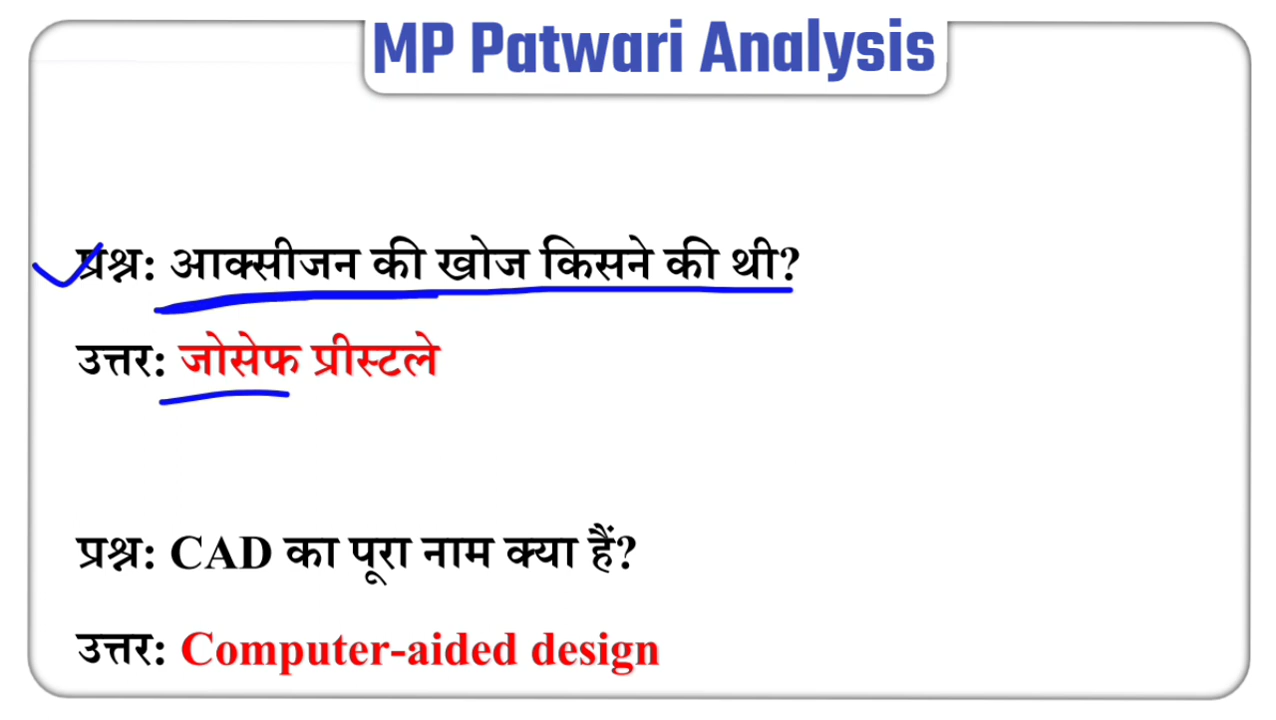 MP Patwari Analysis
प्रश्न: आक्सीजन की खोज किसने की थी?
उत्तर: जोसेफ प्रीस्टले
प्रश्न: CAD का पूरा नाम क्या हैं?
उत्तर: Computer-aided design